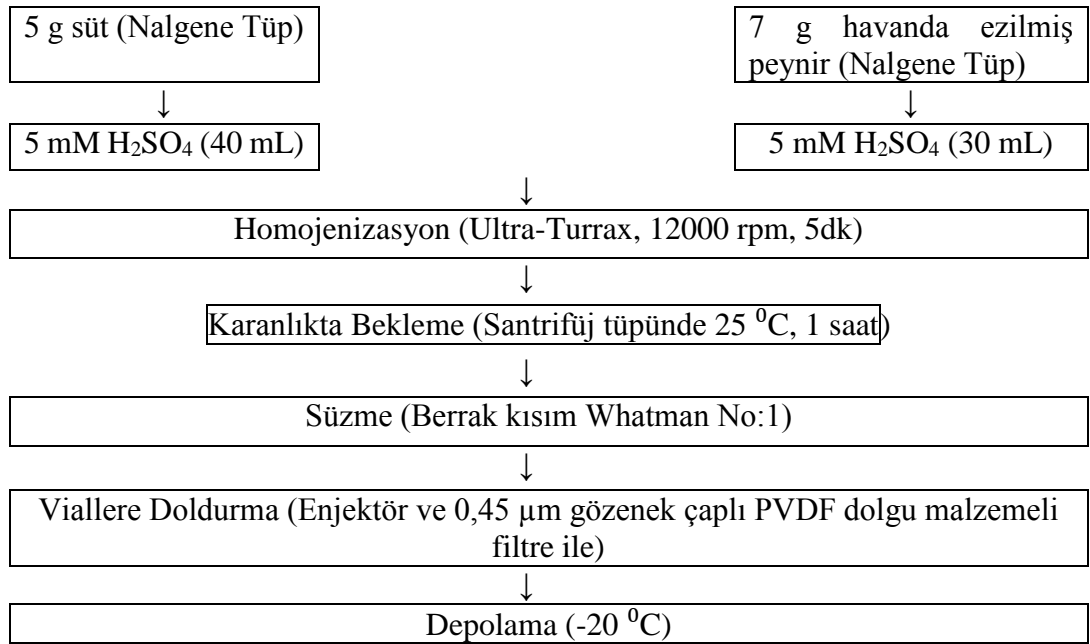 5 g süt (Nalgene Tüp)
7 g havanda ezilmiş
peynir (Nalgene Tüp)
↓
↓
5 mM H₂SO₄ (40 mL)
5 mM H₂SO₄ (30 mL)
↓
Homojenizasyon (Ultra-Turrax, 12000 rpm, 5dk)
↓
Karanlıkta Bekleme (Santrifüj tüpünde 25 ⁰C, 1 saat)
↓
Süzme (Berrak kısım Whatman No:1)
↓
Viallere Doldurma (Enjektör ve 0,45 µm gözenek çaplı PVDF dolgu malzemeli
filtre ile)
↓
Depolama (-20 ⁰C)